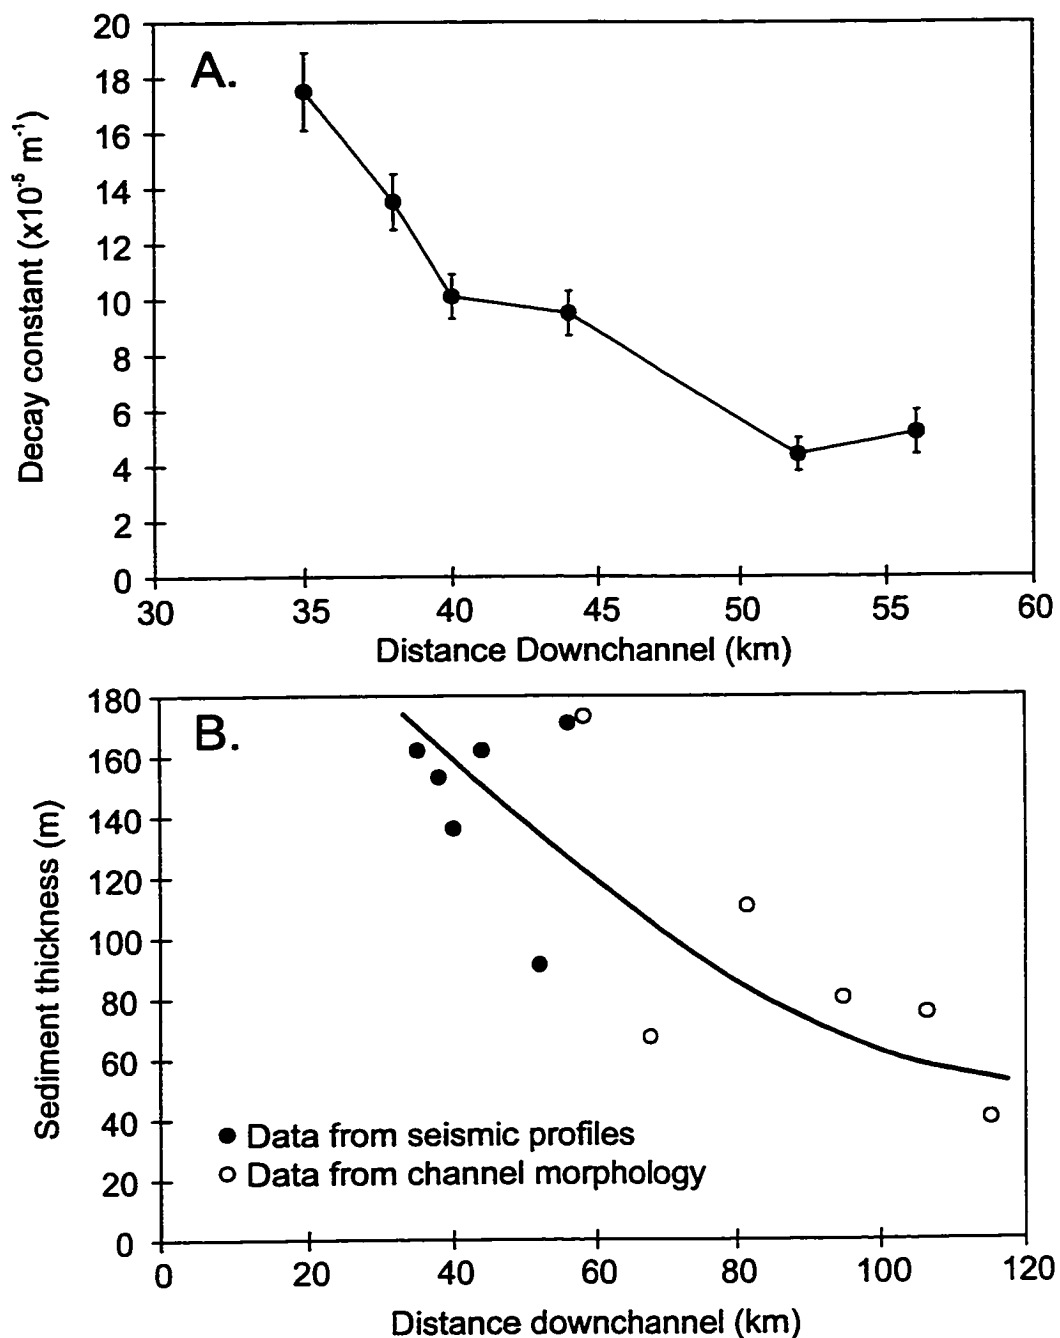 A.
Decay constant (x10⁻⁵ m⁻¹)
20
18
16
14
12
10
8
6
4
2
0
30 35 40 45 50 55 60
Distance Downchannel (km)
B.
Sediment thickness (m)
180
160
140
120
100
80
60
40
20
0
Data from seismic profiles
Data from channel morphology
0 20 40 60 80 100 120
Distance downchannel (km)